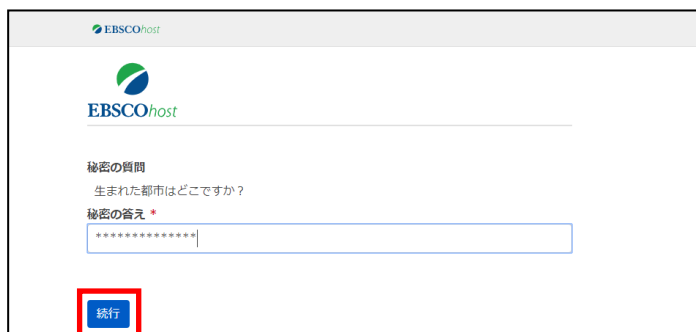 EBSCOhost
EBSCOhost
秘密の質問
生まれた都市はどこですか？
秘密の答え *
**************
続行